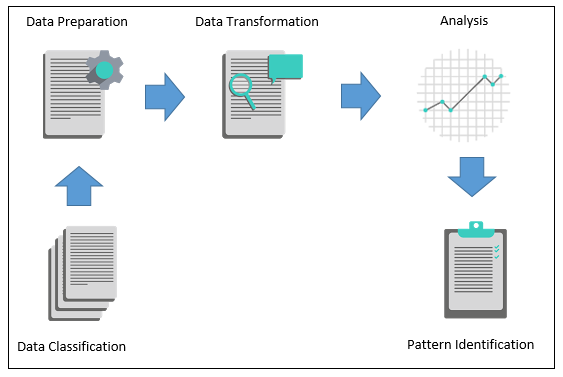 Data Preparation
Data Transformation
Analysis
Data Classification
Pattern Identification